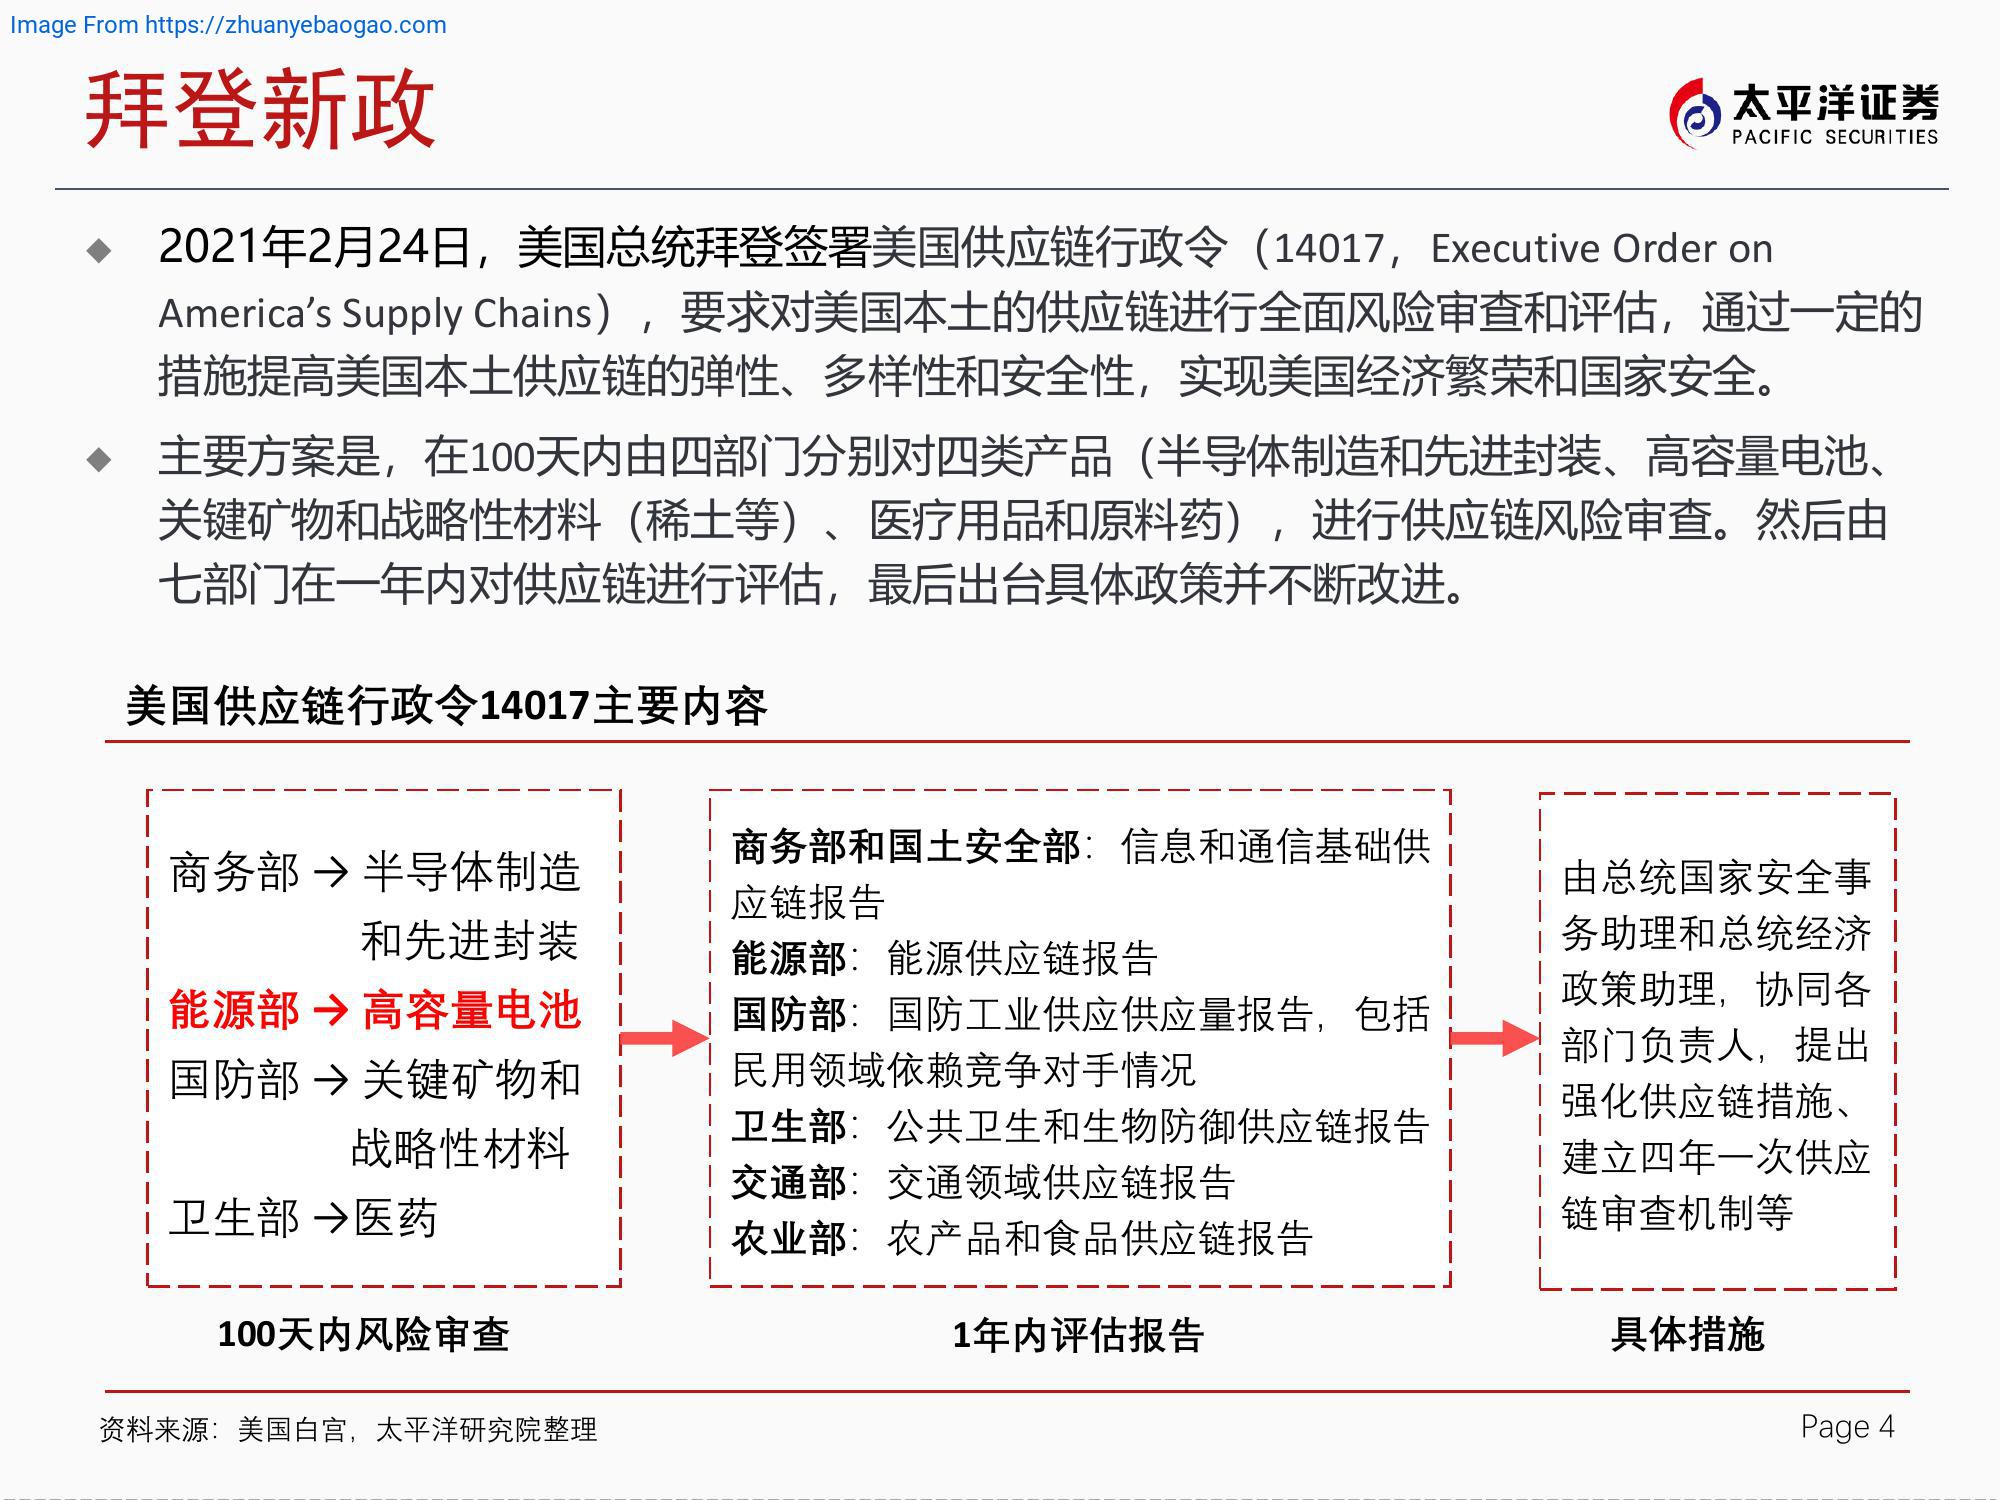 Image From https://zhuanyebaogao.com
拜登新政
太平洋证券
PACIFIC SECURITIES
2021年2月24日，美国总统拜登签署美国供应链行政令（14017，Executive Order on
America’s Supply Chains），要求对美国本土的供应链进行全面风险审查和评估，通过一定的
措施提高美国本土供应链的弹性、多样性和安全性，实现美国经济繁荣和国家安全。
主要方案是，在100天内由四部门分别对四类产品（半导体制造和先进封装、高容量电池、
关键矿物和战略性材料（稀土等）、医疗用品和原料药），进行供应链风险审查。然后由
七部门在一年内对供应链进行评估，最后出台具体政策并不断改进。
美国供应链行政令14017主要内容
商务部 → 半导体制造
和先进封装
能源部 → 高容量电池
国防部 → 关键矿物和
战略性材料
卫生部 →医药
100天内风险审查
商务部和国土安全部：信息和通信基础供
应链报告
能源部：能源供应链报告
国防部：国防工业供应供应量报告，包括
民用领域依赖竞争对手情况
卫生部：公共卫生和生物防御供应链报告
交通部：交通领域供应链报告
农业部：农产品和食品供应链报告
1年内评估报告
由总统国家安全事
务助理和总统经济
政策助理，协同各
部门负责人，提出
强化供应链措施、
建立四年一次供应
链审查机制等
具体措施
资料来源：美国白宫，太平洋研究院整理
Page 4